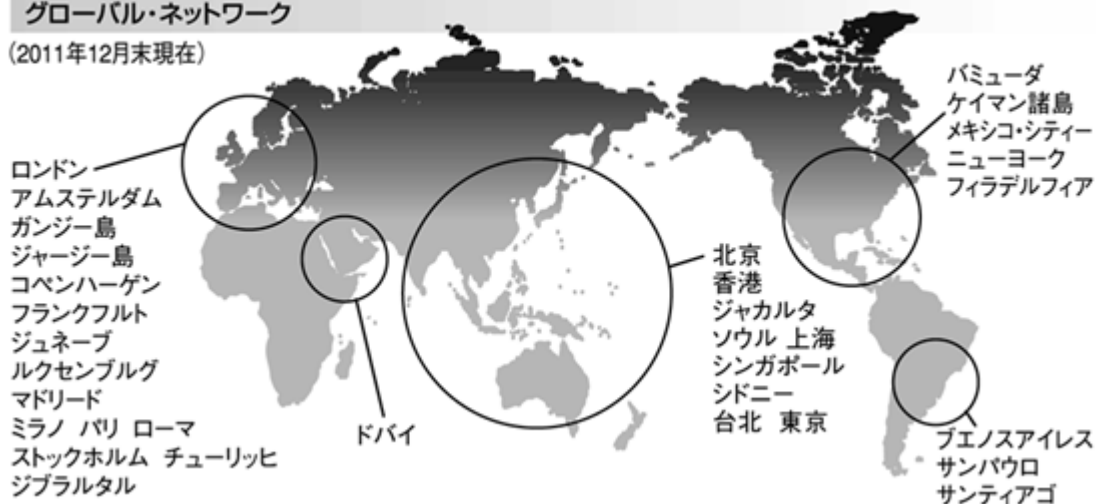 グローバル・ネットワーク
(2011年12月末現在)
ロンドン
アムステルダム
ガンジー島
ジャージー島
コペンハーゲン
フランクフルト
ジュネーブ
ルクセンブルグ
マドリード
ミラノ パリ ローマ
ストックホルム チューリッヒ
ジブラルタル
ドバイ
北京
香港
ジャカルタ
ソウル 上海
シンガポール
シドニー
台北 東京
バミューダ
ケイマン諸島
メキシコ・シティー
ニューヨーク
フィラデルフィア
ブエノスアイレス
サンパウロ
サンティアゴ